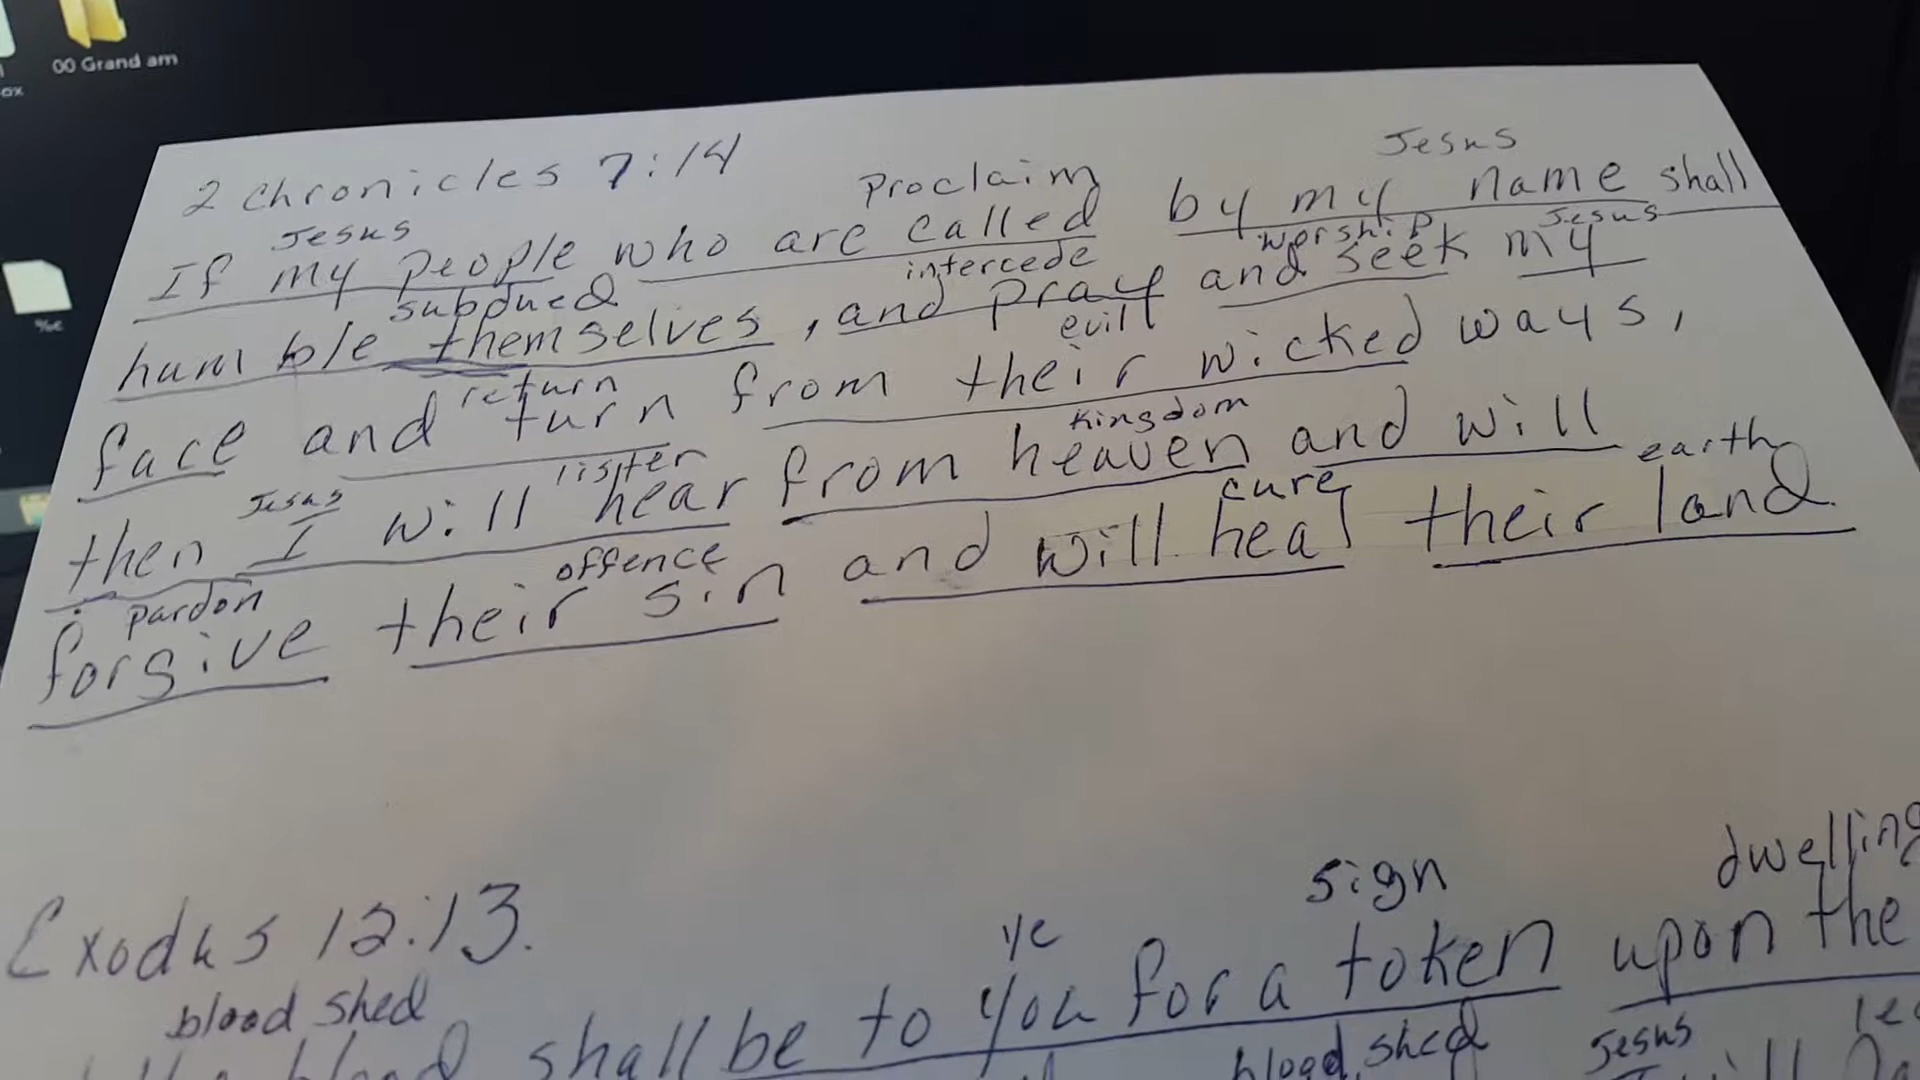 00 Grand am
ox
2 Chronicles 7:14
Proclaim Jesus
Jesus
If my people who are called by my name shall
subdued intercede worship Jesus
humble themselves, and pray and seek my
return evil
face and turn from their wicked ways,
Jesus listen Kingdom
then I will hear from heaven and will
pardon offence cure earth
forgive their sin and will heal their land
Exodus 12:13.
ye sign dwelling
blood shed
blood shall be to you for a token upon the
blood shed Jesus